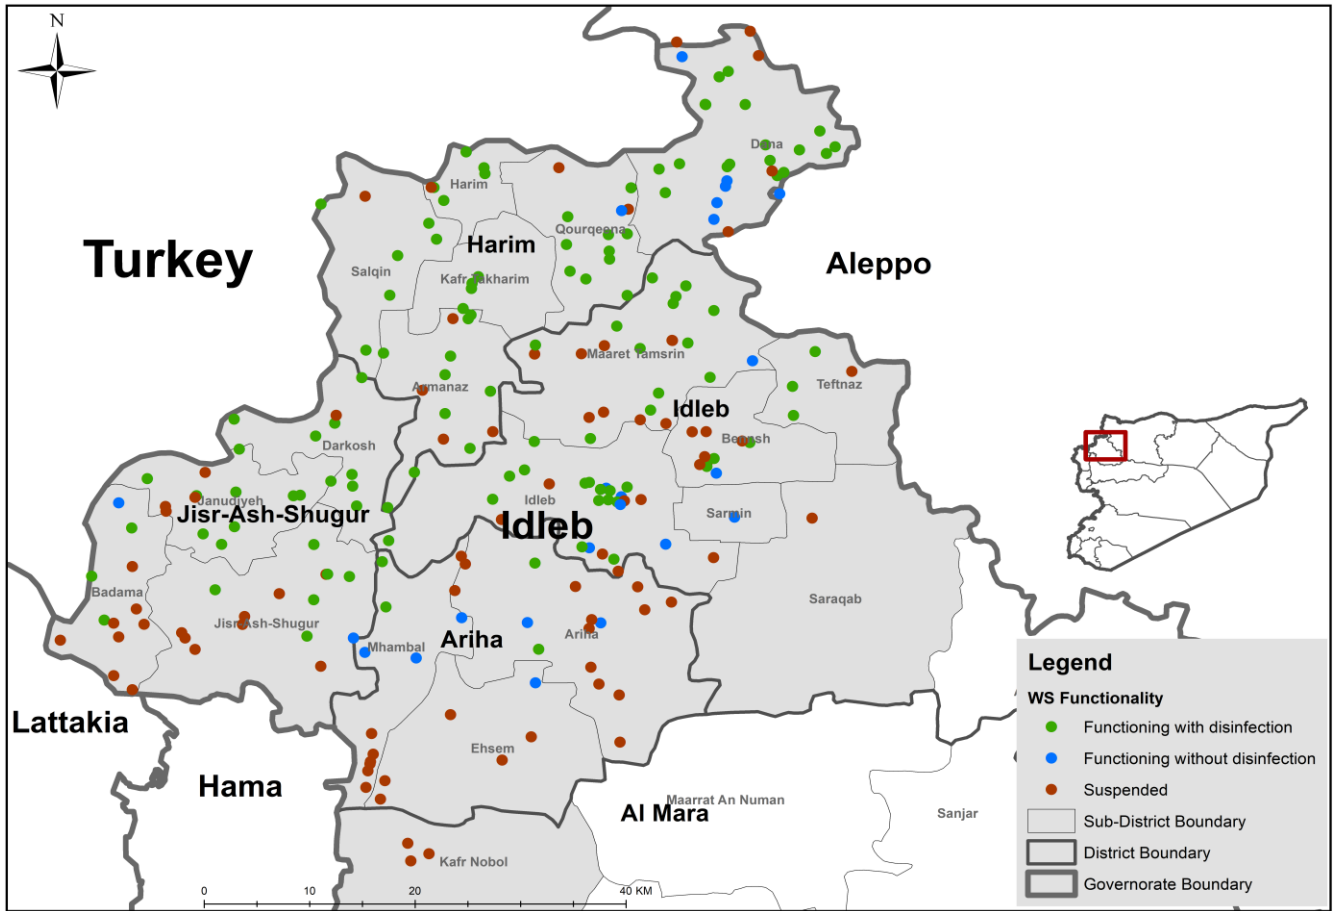 N
Dana
Harim
Turkey
Qourqeena
Harim
Aleppo
Salqin
Kafr Takharim
Maaret Tamsrin
Armanaz
Teftnaz
Idleb
Darkosh
Benesh
Janudiyeh
Idleb
Jisr-Ash-Shugur
Idleb
Sarmin
Badama
Saraqab
Jisr-Ash-Shugur
Ariha
Ariha
Mhambal
Lattakia
Ehsem
Hama
Maarrat An Numan
Al Mara
Sanjar
Kafr Nobol
0 10 20 40 KM
Legend
WS Functionality
Functioning with disinfection
Functioning without disinfection
Suspended
Sub-District Boundary
District Boundary
Governorate Boundary